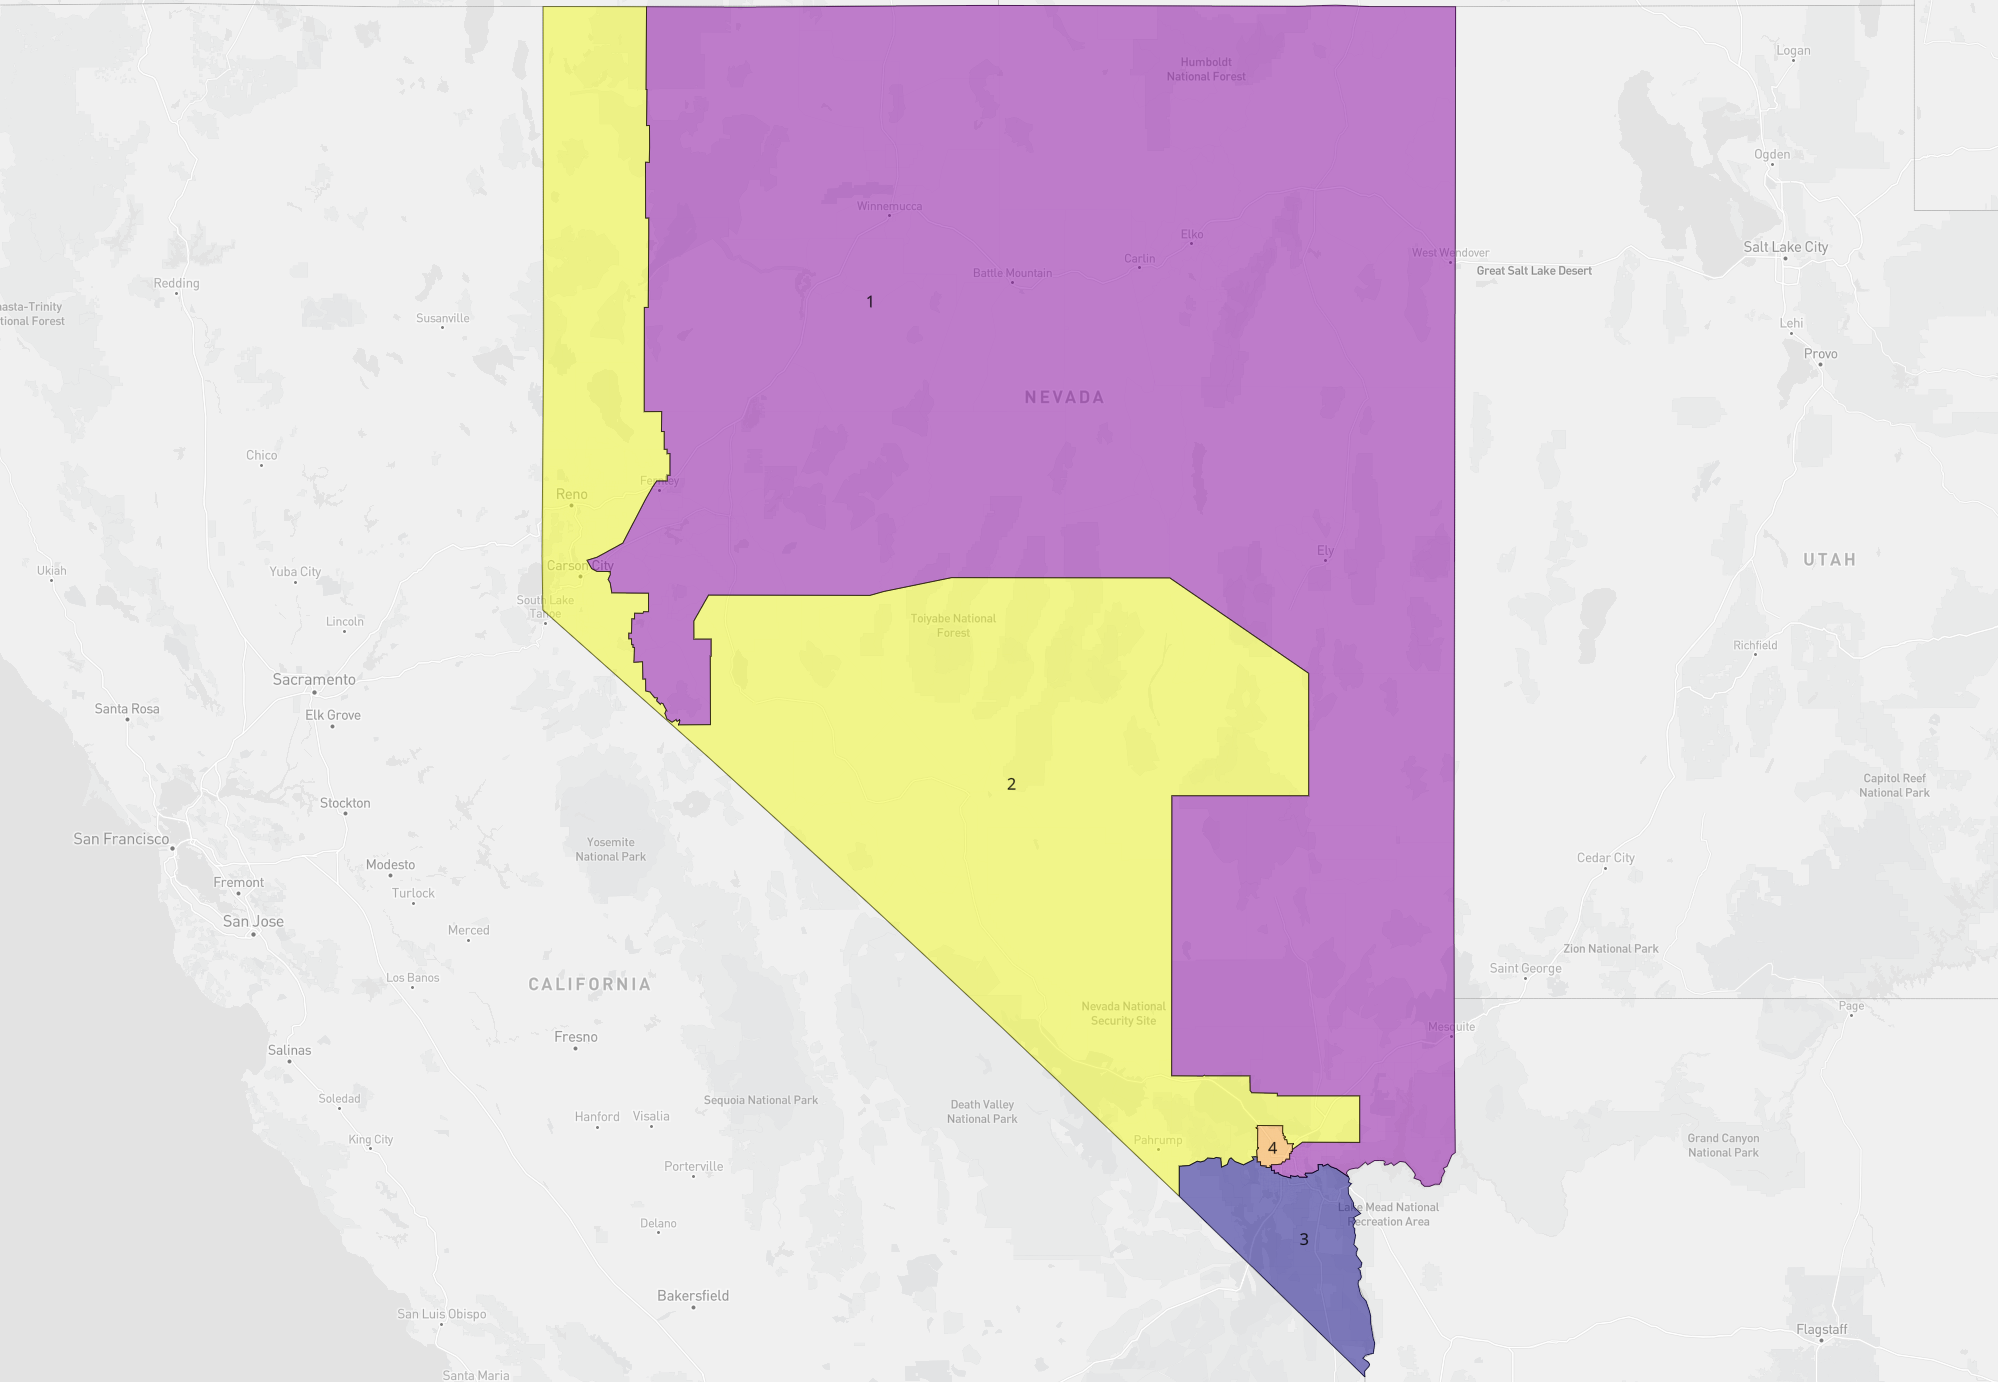 Humboldt
National Forest
Logan
Ogden
Winnemucca
Elko
Salt Lake City
West Wendover
Carlin
Great Salt Lake Desert
Battle Mountain
Redding
1
asta-Trinity
tional Forest
Susanville
Lehi
Provo
NEVADA
Chico
Reno
Fernley
Ely
UTAH
Carson City
Ukiah
Yuba City
South Lake
Tahoe
Lincoln
Toiyabe National
Forest
Richfield
Sacramento
Santa Rosa
Elk Grove
2
Capitol Reef
National Park
Stockton
San Francisco
Yosemite
National Park
Cedar City
Modesto
Fremont
Turlock
San Jose
Merced
Zion National Park
Saint George
Los Banos
CALIFORNIA
Nevada National
Security Site
Page
Mesquite
Fresno
Salinas
Soledad
Sequoia National Park
Death Valley
National Park
Hanford
Visalia
King City
Pahrump
4
Grand Canyon
National Park
Porterville
Lake Mead National
Recreation Area
Delano
3
Bakersfield
San Luis Obispo
Flagstaff
Santa Maria